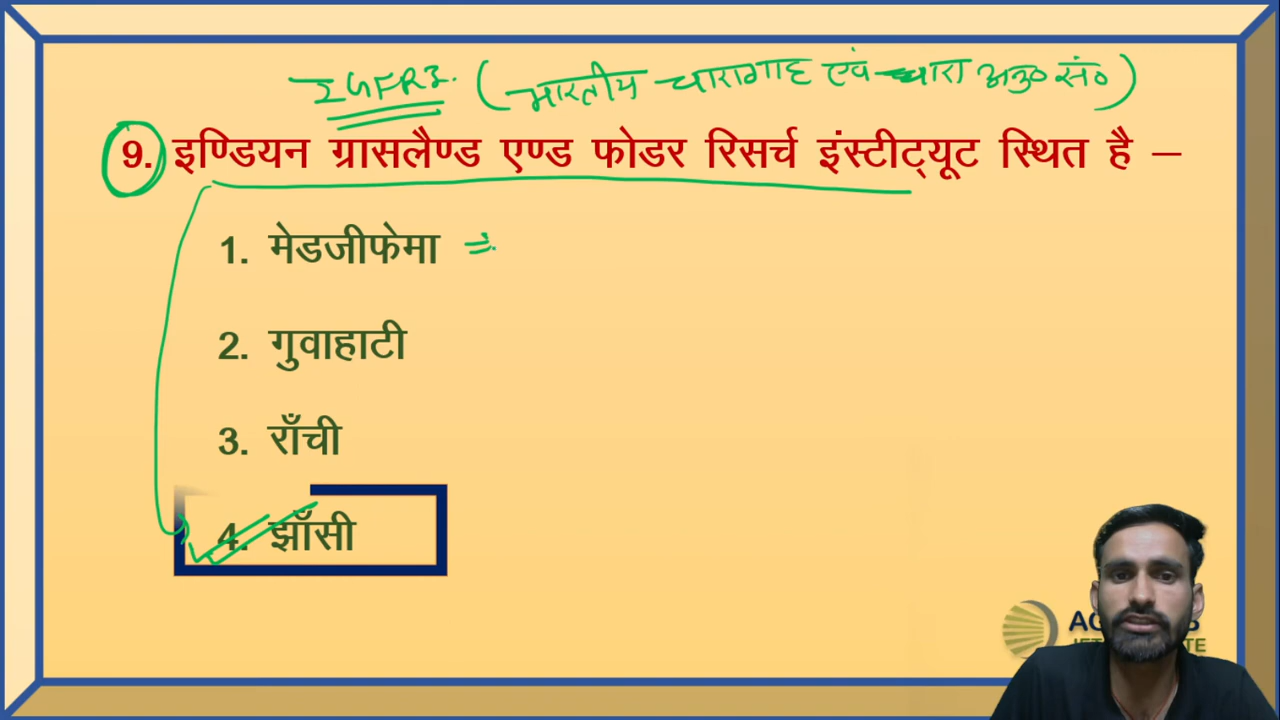 IGFRI. (भारतीय चारागाह एवं चारा अनु० सं०)
9. इण्डियन ग्रासलैण्ड एण्ड फोडर रिसर्च इंस्टीट्यूट स्थित है –
1. मेडजीफेमा =
2. गुवाहाटी
3. राँची
4. झाँसी